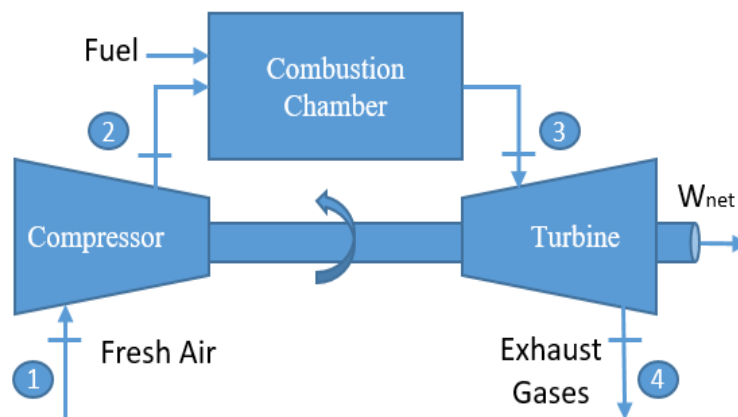 Fuel
Combustion
Chamber
2
3
Compressor
Turbine
Wnet
1
Fresh Air
Exhaust
Gases
4